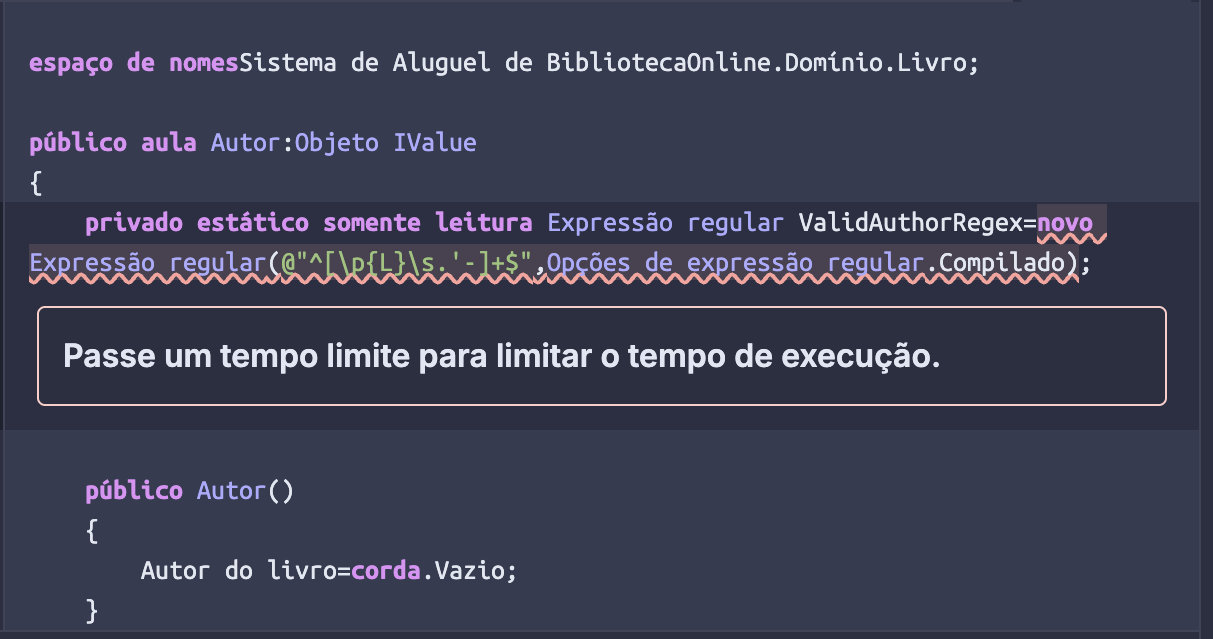 espaço de nomesSistema de Aluguel de BibliotecaOnline.Domínio.Livro;
público aula Autor:Objeto IValue
{
privado estático somente leitura Expressão regular ValidAuthorRegex=novo
Expressão regular(@"^[\p{L}\s.'-]+$",Opções de expressão regular.Compilado);
Passe um tempo limite para limitar o tempo de execução.
público Autor()
{
Autor do livro=corda.Vazio;
}